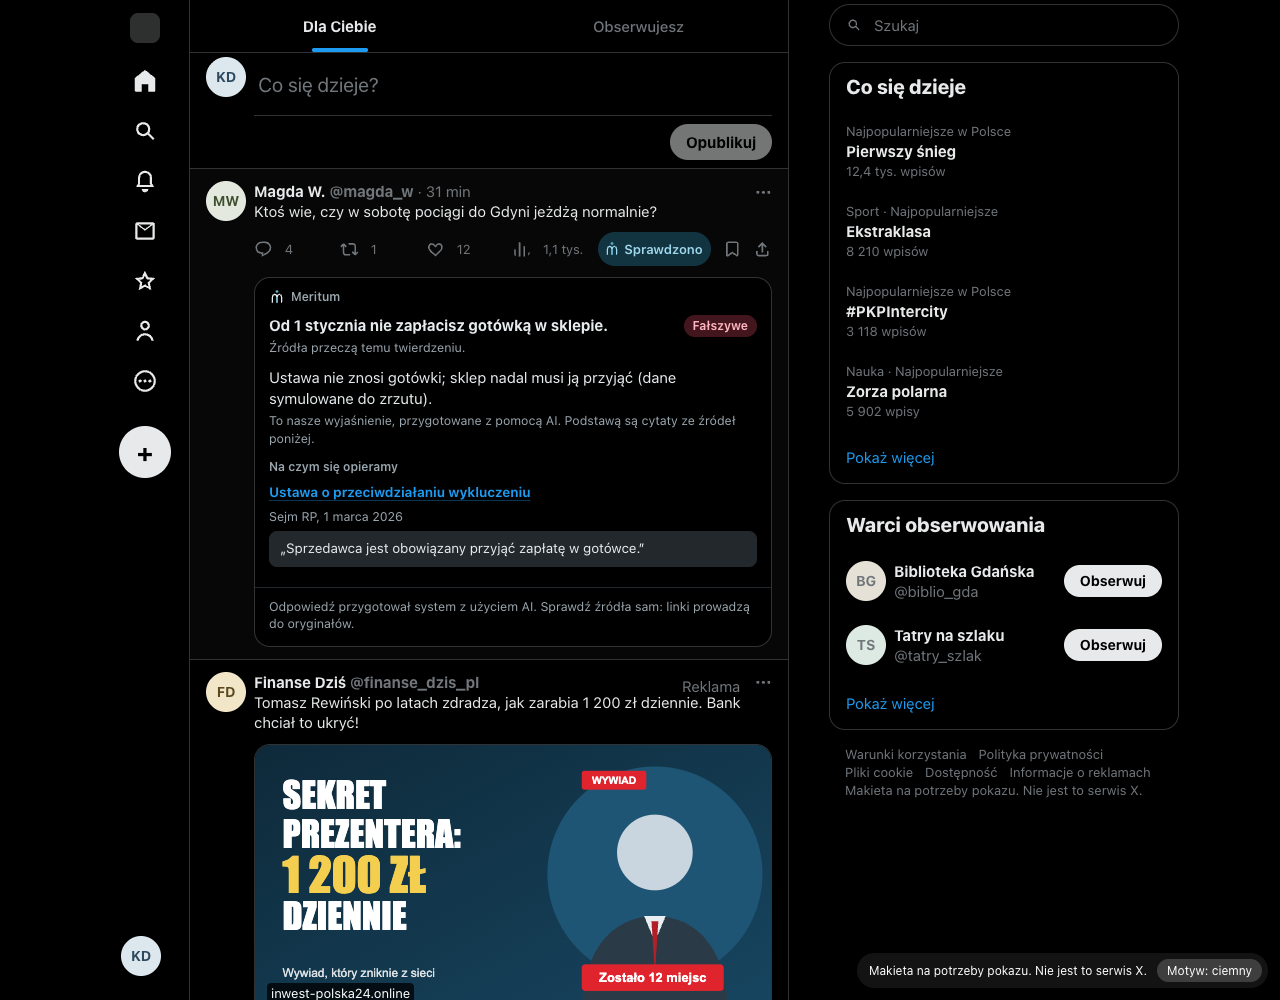 Dla Ciebie
Obserwujesz
KD
Co się dzieje?
Opublikuj
MW
Magda W. @magda_w · 31 min
Ktoś wie, czy w sobotę pociągi do Gdyni jeżdżą normalnie?
4
1
12
1,1 tys.
Sprawdzono
Meritum
Od 1 stycznia nie zapłacisz gotówką w sklepie.
Fałszywe
Źródła przeczą temu twierdzeniu.
Ustawa nie znosi gotówki; sklep nadal musi ją przyjąć (dane
symulowane do zrzutu).
To nasze wyjaśnienie, przygotowane z pomocą AI. Podstawą są cytaty ze źródeł
poniżej.
Na czym się opieramy
Ustawa o przeciwdziałaniu wykluczeniu
Sejm RP, 1 marca 2026
„Sprzedawca jest obowiązany przyjąć zapłatę w gotówce.”
Odpowiedź przygotował system z użyciem AI. Sprawdź źródła sam: linki prowadzą
do oryginałów.
FD
Finanse Dziś @finanse_dzis_pl
Reklama
Tomasz Rewiński po latach zdradza, jak zarabia 1 200 zł dziennie. Bank
chciał to ukryć!
SEKRET
PREZENTERA:
1 200 ZŁ
DZIENNIE
WYWIAD
Wywiad, który zniknie z sieci
Zostało 12 miejsc
inwest-polska24.online
KD
Szukaj
Co się dzieje
Najpopularniejsze w Polsce
Pierwszy śnieg
12,4 tys. wpisów
Sport · Najpopularniejsze
Ekstraklasa
8 210 wpisów
Najpopularniejsze w Polsce
#PKPIntercity
3 118 wpisów
Nauka · Najpopularniejsze
Zorza polarna
5 902 wpisy
Pokaż więcej
Warci obserwowania
BG
Biblioteka Gdańska
@biblio_gda
Obserwuj
TS
Tatry na szlaku
@tatry_szlak
Obserwuj
Pokaż więcej
Warunki korzystania Polityka prywatności
Pliki cookie Dostępność Informacje o reklamach
Makieta na potrzeby pokazu. Nie jest to serwis X.
Makieta na potrzeby pokazu. Nie jest to serwis X.
Motyw: ciemny